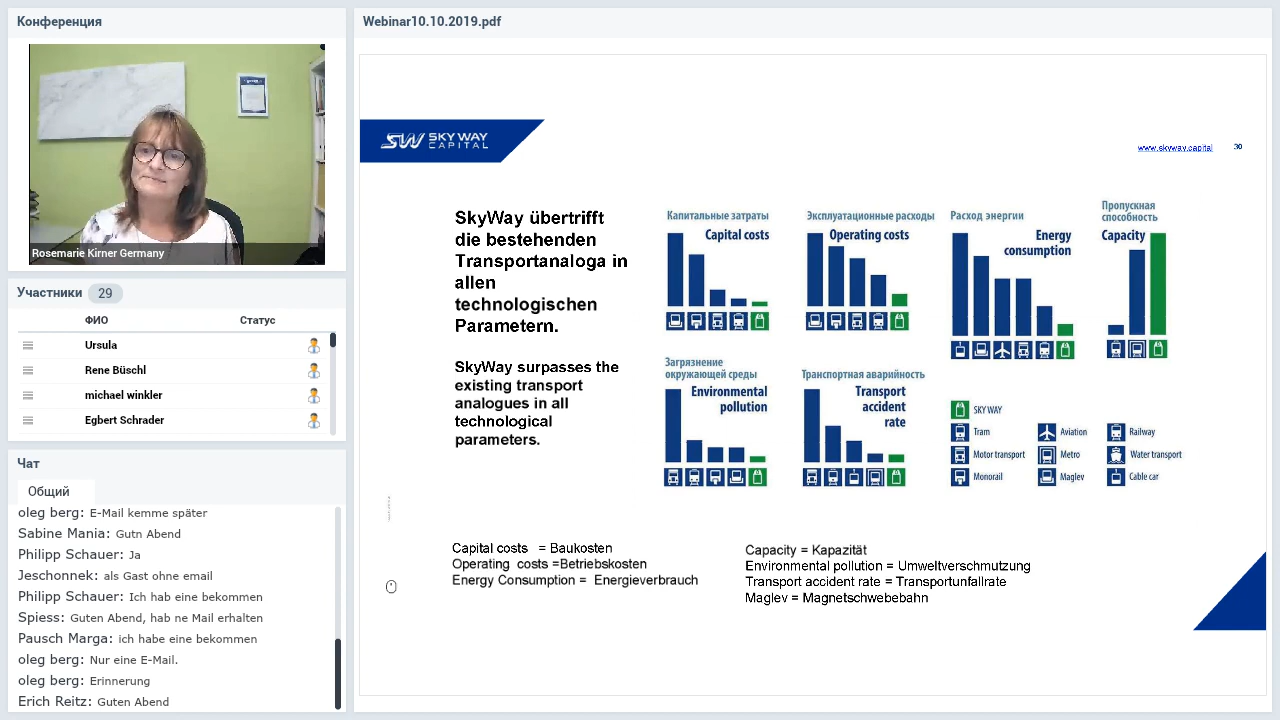 Конференция
Rosemarie Kirner Germany
Участники 29
ФИО Статус
Ursula
Rene Büschl
michael winkler
Egbert Schrader
Чат
Общий
oleg berg: E-Mail kemme später
Sabine Mania: Gutn Abend
Philipp Schauer: Ja
Jeschonnek: als Gast ohne email
Philipp Schauer: Ich hab eine bekommen
Spiess: Guten Abend, hab ne Mail erhalten
Pausch Marga: ich habe eine bekommen
oleg berg: Nur eine E-Mail.
oleg berg: Erinnerung
Erich Reitz: Guten Abend
Webinar10.10.2019.pdf
SW SKY WAY
CAPITAL
www.skyway.capital 30
SkyWay übertrifft
die bestehenden
Transportanaloga in
allen
technologischen
Parametern.
SkyWay surpasses the
existing transport
analogues in all
technological
parameters.
Капитальные затраты
Capital costs
Эксплуатационные расходы
Operating costs
Расход энергии
Energy
consumption
Пропускная
способность
Capacity
Загрязнение
окружающей среды
Environmental
pollution
Транспортная аварийность
Transport
accident
rate
SKY WAY
Tram Aviation Railway
Motor transport Metro Water transport
Monorail Maglev Cable car
Capital costs = Baukosten
Operating costs =Betriebskosten
Energy Consumption = Energieverbrauch
Capacity = Kapazität
Environmental pollution = Umweltverschmutzung
Transport accident rate = Transportunfallrate
Maglev = Magnetschwebebahn